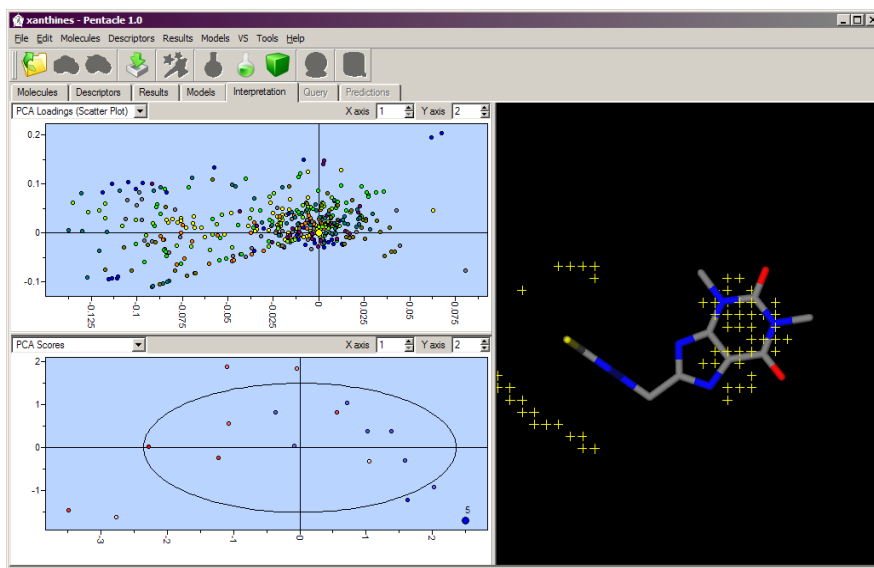 xanthines - Pentacle 1.0
File Edit Molecules Descriptors Results Models VS Tools Help
Molecules Descriptors Results Models Interpretation Query Predictions
PCA Loadings (Scatter Plot) X axis 1 Y axis 2
0.2
0.1
0
-0.1
-0.125 -0.1 -0.075 -0.05 -0.025 0 0.025 0.05 0.075
PCA Scores X axis 1 Y axis 2
2
1
0
-1
5
-3 -2 -1 0 1 2